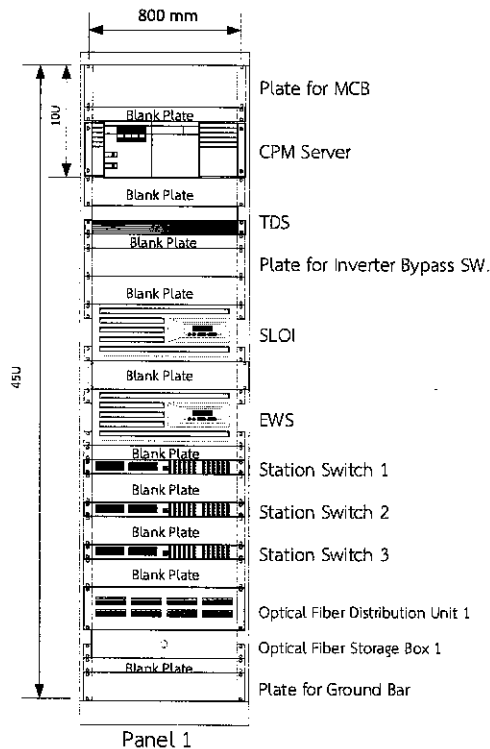 800 mm
Plate for MCB
10U
Blank Plate
CPM Server
Blank Plate
TDS
Blank Plate
Plate for Inverter Bypass SW.
Blank Plate
SLOI
45U
Blank Plate
EWS
Blank Plate
Station Switch 1
Blank Plate
Station Switch 2
Blank Plate
Station Switch 3
Blank Plate
Optical Fiber Distribution Unit 1
Optical Fiber Storage Box 1
Blank Plate
Plate for Ground Bar
Panel 1